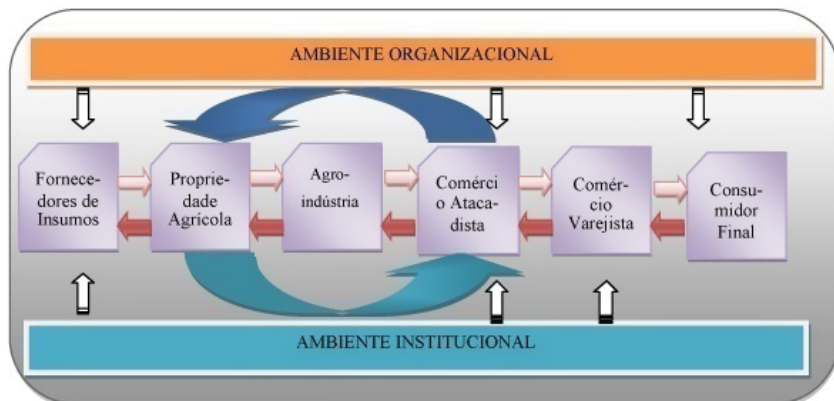 AMBIENTE ORGANIZACIONAL
Fornece-
dores de
Insumos
Proprie-
dade
Agrícola
Agro-
indústria
Comérci
o Ataca-
dista
Comér-
cio
Varejista
Consu-
midor
Final
AMBIENTE INSTITUCIONAL